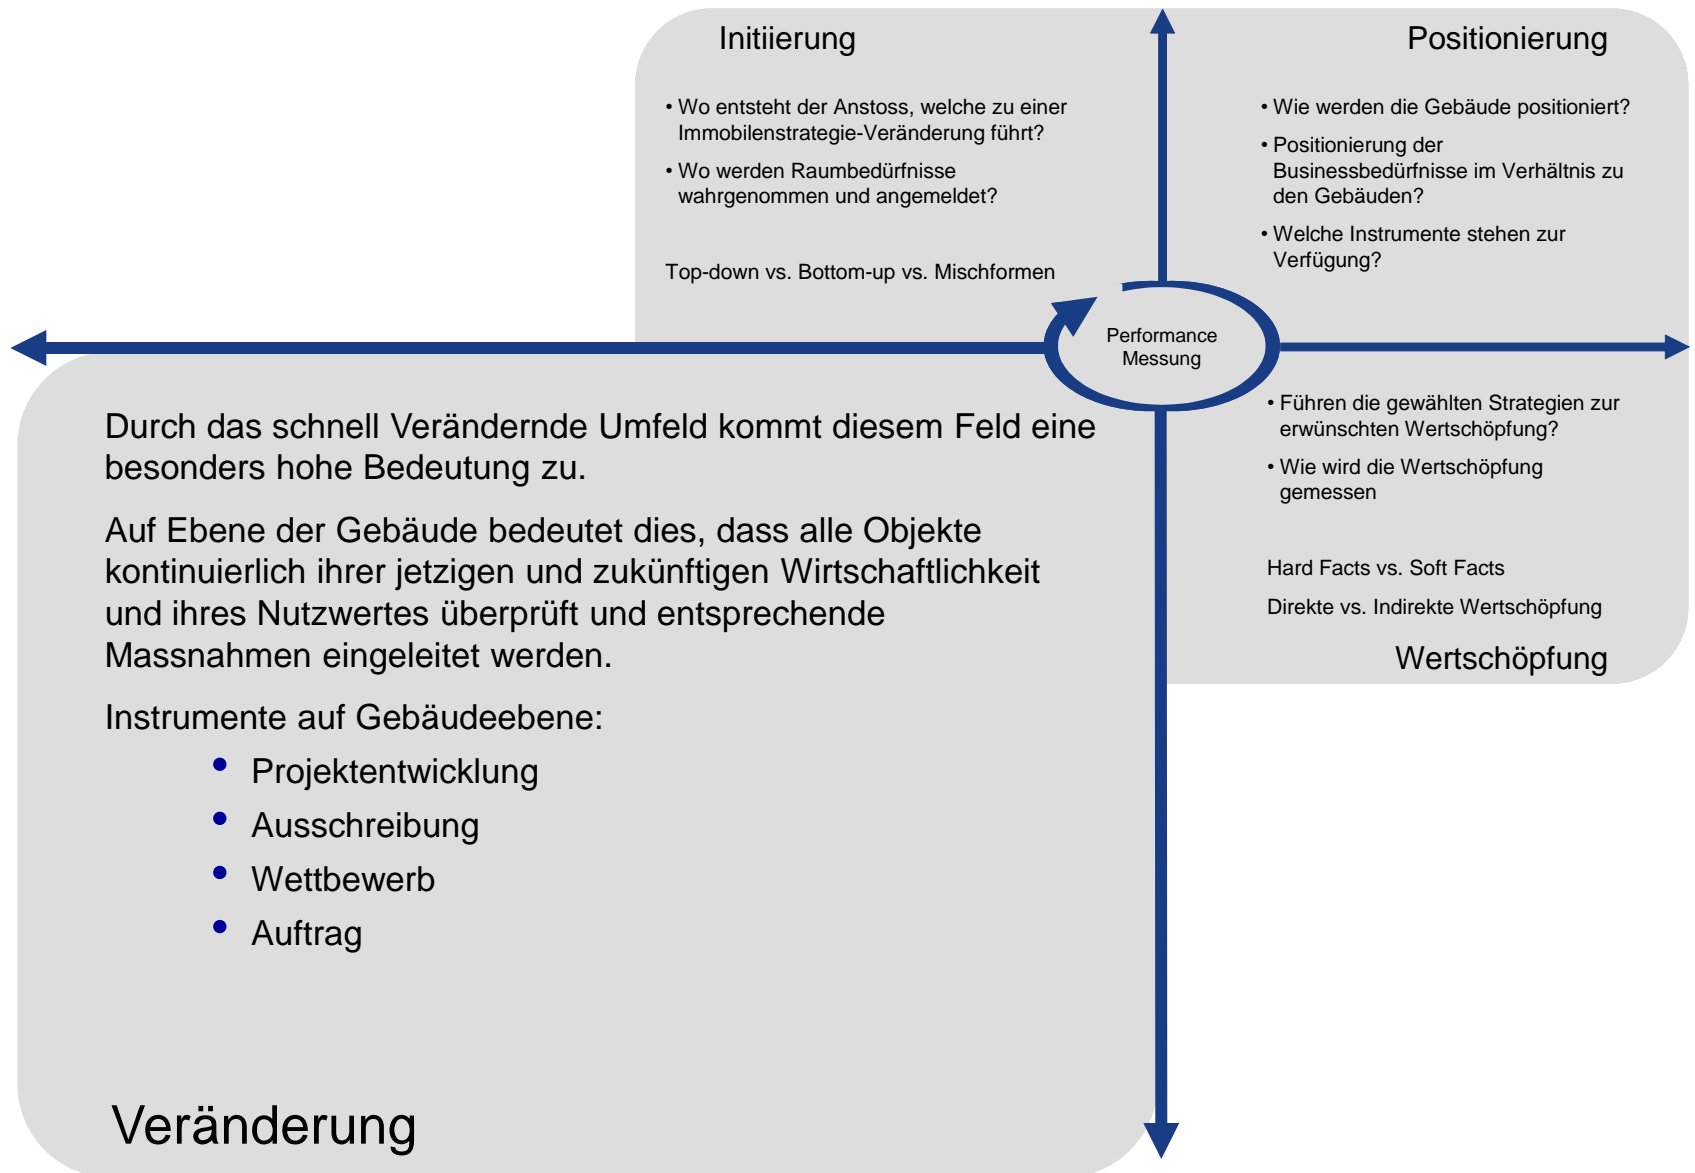 Initiierung
• Wo entsteht der Anstoss, welche zu einer
Immobilenstrategie-Veränderung führt?
• Wo werden Raumbedürfnisse
wahrgenommen und angemeldet?
Top-down vs. Bottom-up vs. Mischformen
Positionierung
• Wie werden die Gebäude positioniert?
• Positionierung der
Businessbedürfnisse im Verhältnis zu
den Gebäuden?
• Welche Instrumente stehen zur
Verfügung?
Performance
Messung
Durch das schnell Verändernde Umfeld kommt diesem Feld eine
besonders hohe Bedeutung zu.
Auf Ebene der Gebäude bedeutet dies, dass alle Objekte
kontinuierlich ihrer jetzigen und zukünftigen Wirtschaftlichkeit
und ihres Nutzwertes überprüft und entsprechende
Massnahmen eingeleitet werden.
Instrumente auf Gebäudeebene:
• Projektentwicklung
• Ausschreibung
• Wettbewerb
• Auftrag
Veränderung
• Führen die gewählten Strategien zur
erwünschten Wertschöpfung?
• Wie wird die Wertschöpfung
gemessen
Hard Facts vs. Soft Facts
Direkte vs. Indirekte Wertschöpfung
Wertschöpfung